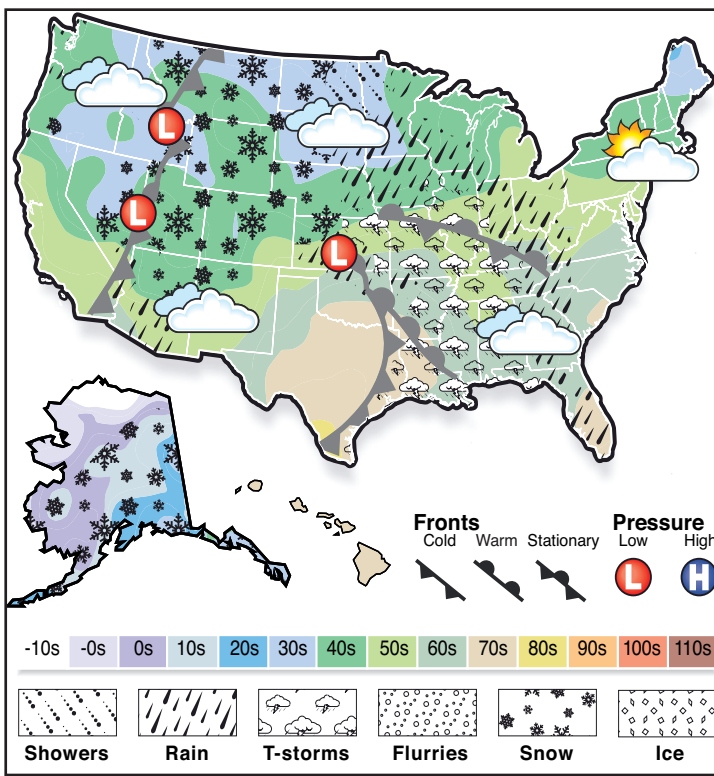 L
L
L
Fronts
Pressure
Cold Warm Stationary
Low High
L H
-10s -0s 0s 10s 20s 30s 40s 50s 60s 70s 80s 90s 100s 110s
Showers Rain T-storms Flurries Snow Ice